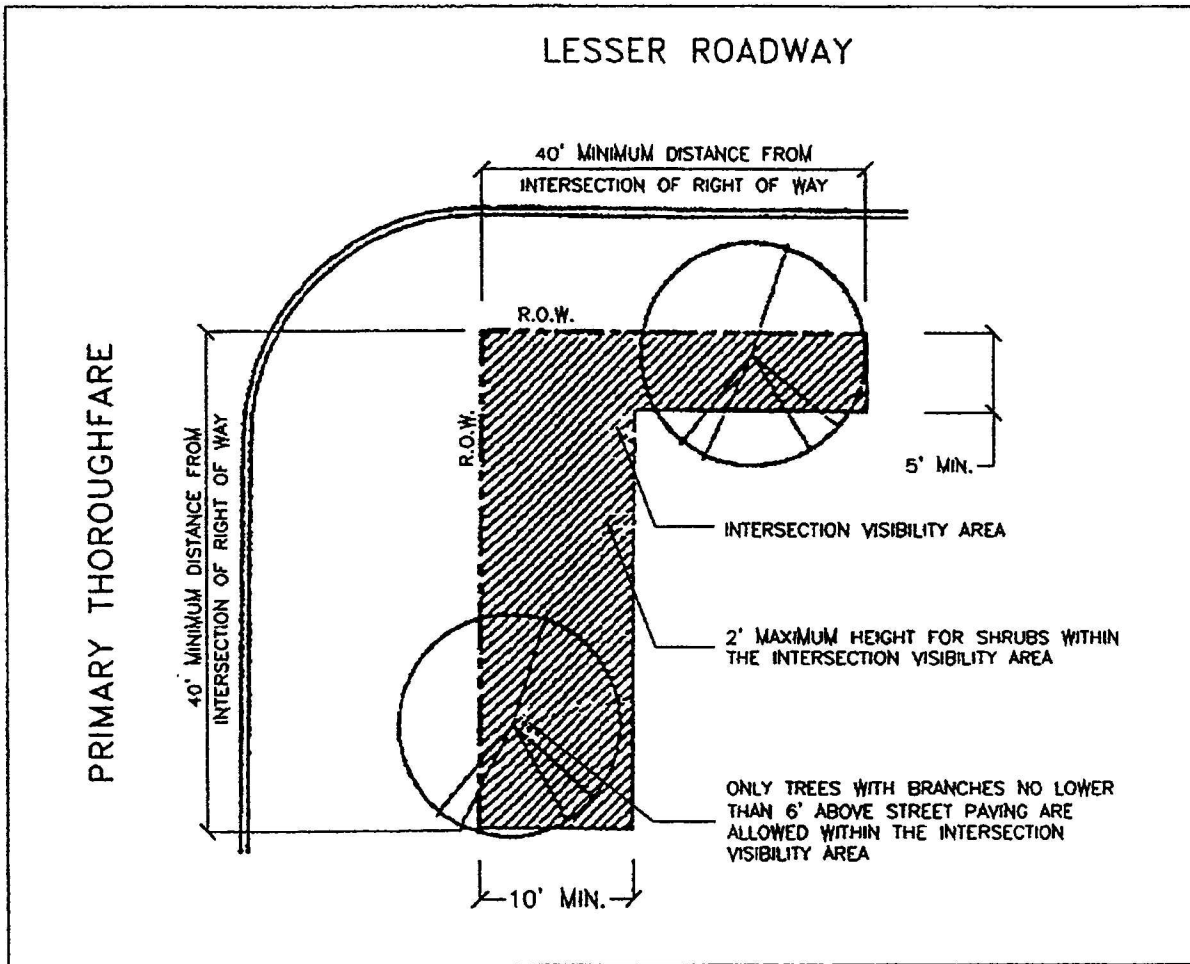 LESSER ROADWAY
40' MINIMUM DISTANCE FROM
INTERSECTION OF RIGHT OF WAY
R.O.W.
R.O.W.
PRIMARY THOROUGHFARE
40' MINIMUM DISTANCE FROM
INTERSECTION OF RIGHT OF WAY
5' MIN.
INTERSECTION VISIBILITY AREA
2' MAXIMUM HEIGHT FOR SHRUBS WITHIN
THE INTERSECTION VISIBILITY AREA
ONLY TREES WITH BRANCHES NO LOWER
THAN 6' ABOVE STREET PAVING ARE
ALLOWED WITHIN THE INTERSECTION
VISIBILITY AREA
10' MIN.